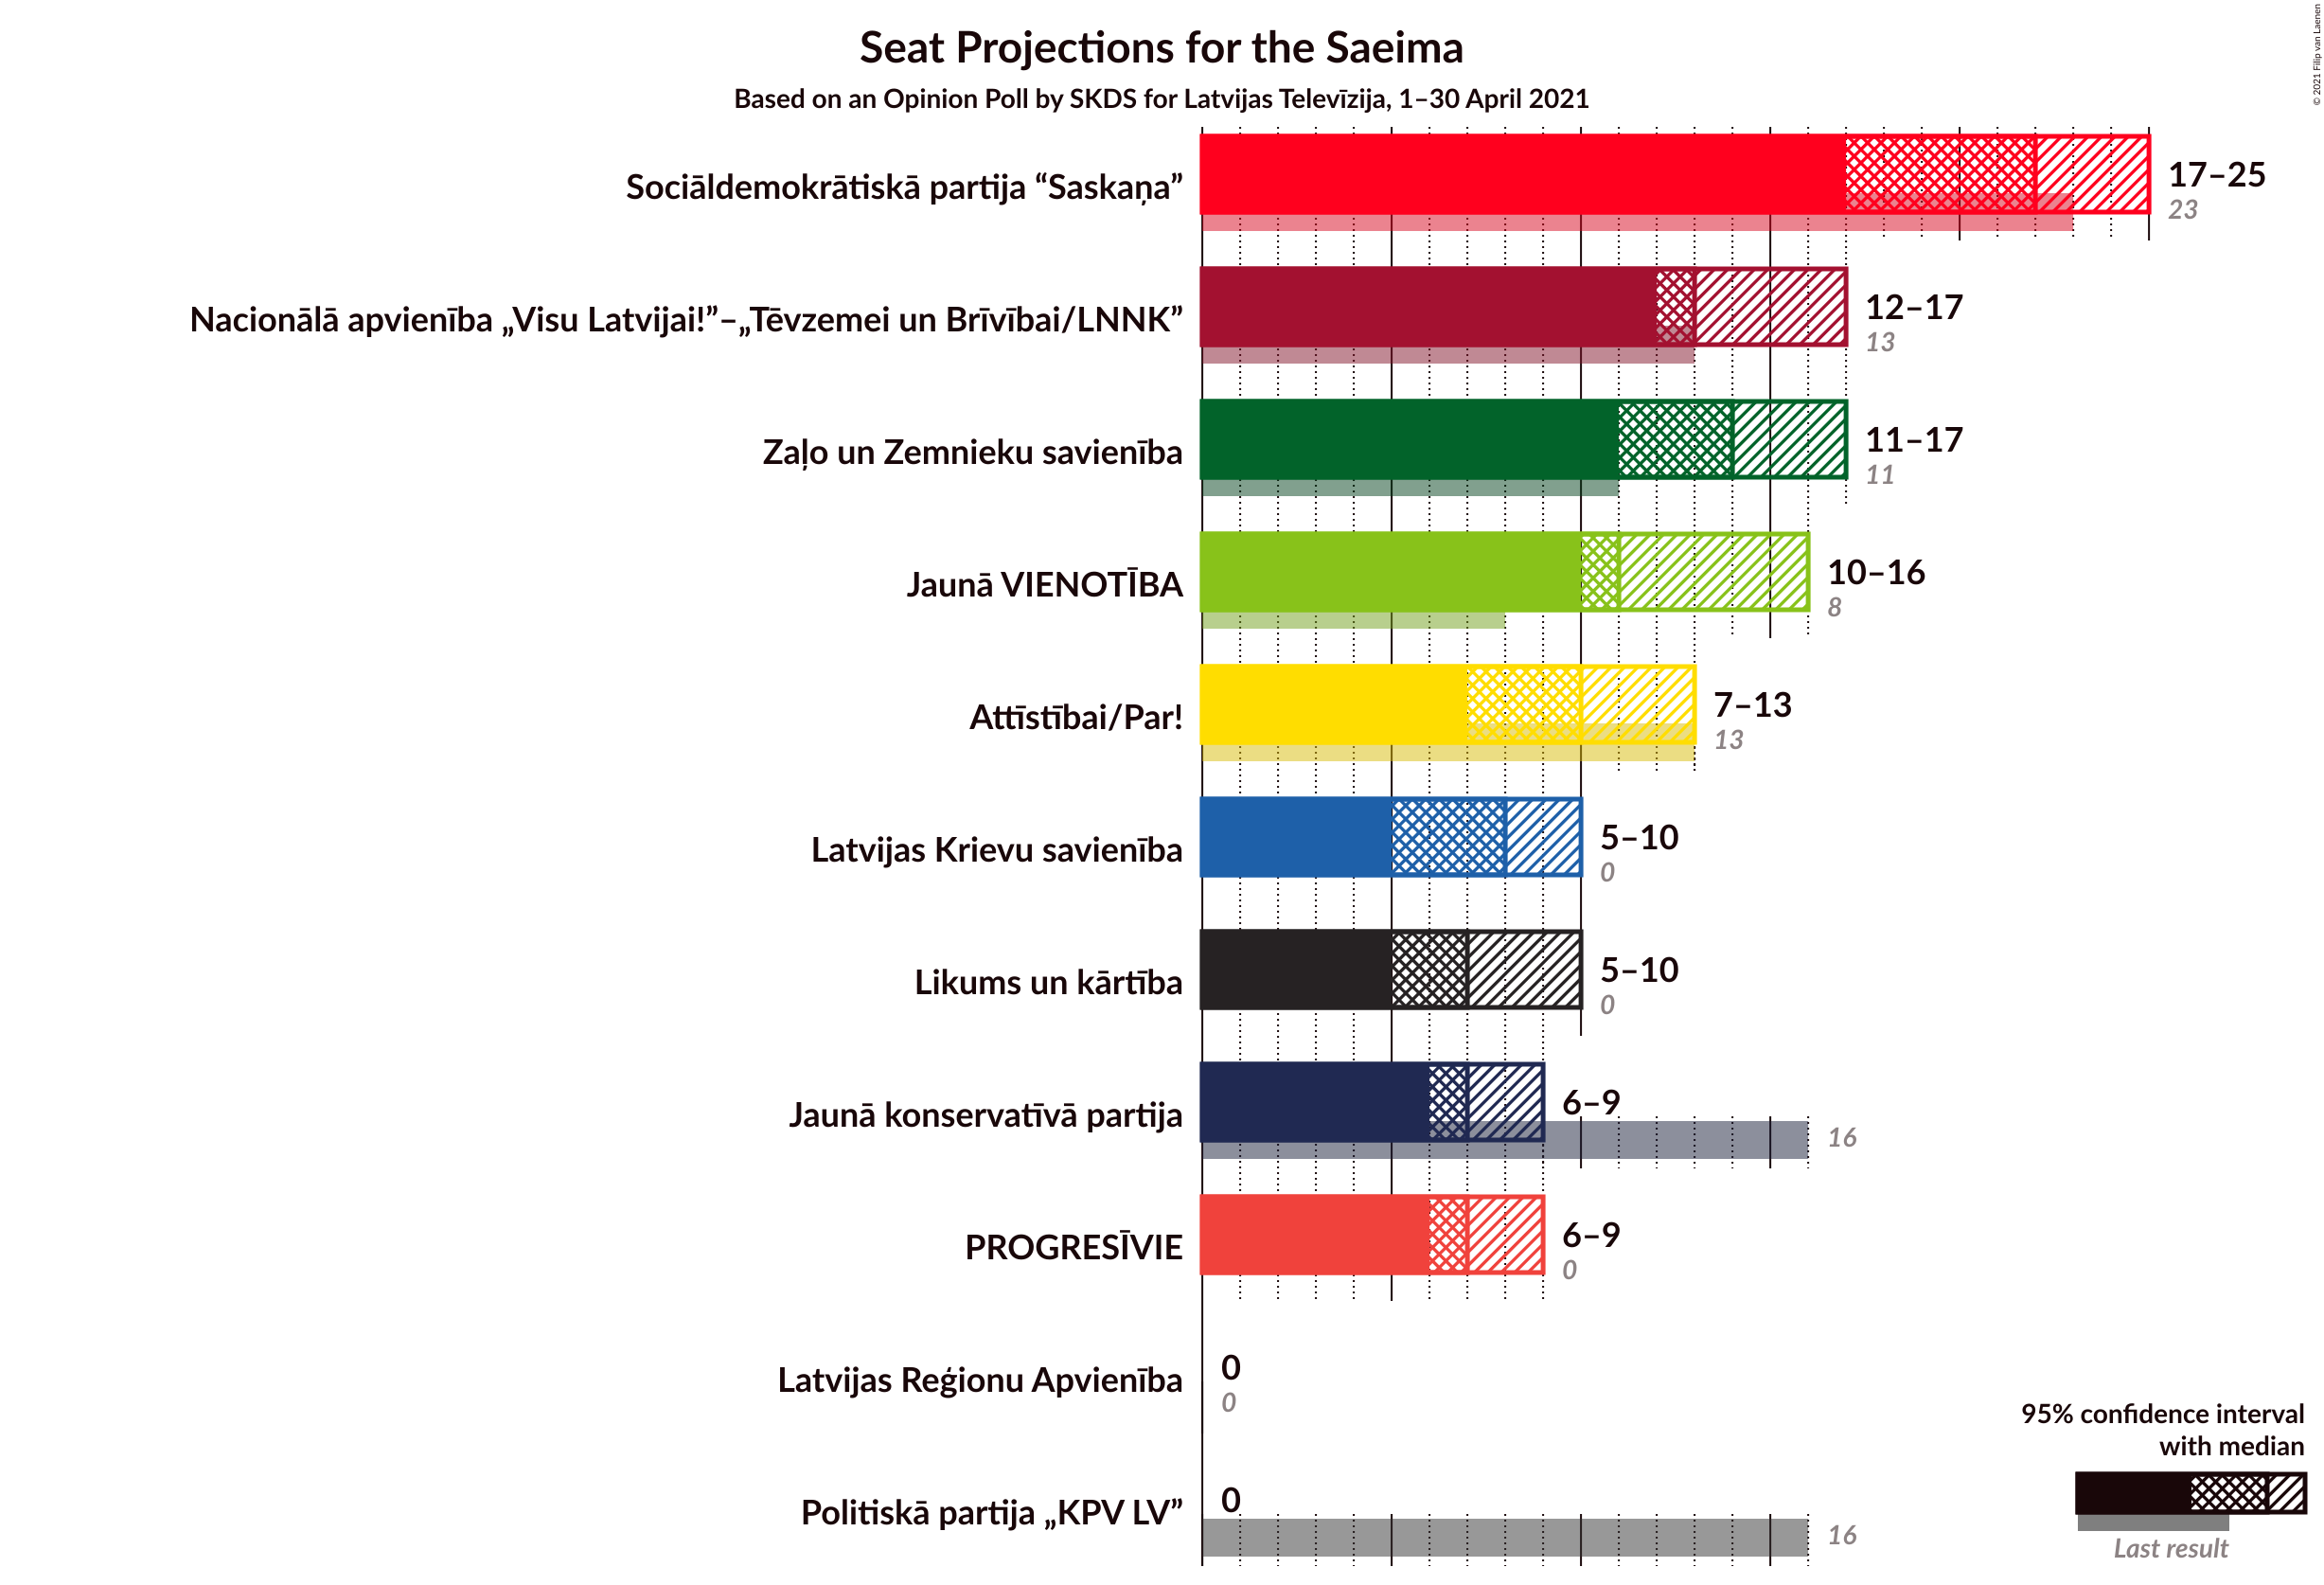 Seat Projections for the Saeima
Based on an Opinion Poll by SKDS for Latvijas Televīzija, 1–30 April 2021
© 2021 Filip van Laenen
Sociāldemokrātiskā partija “Saskaņa”
17–25
23
Nacionālā apvienība „Visu Latvijai!”–„Tēvzemei un Brīvībai/LNNK”
12–17
13
Zaļo un Zemnieku savienība
11–17
11
Jaunā VIENOTĪBA
10–16
8
Attīstībai/Par!
7–13
13
Latvijas Krievu savienība
5–10
0
Likums un kārtība
5–10
0
Jaunā konservatīvā partija
6–9
16
PROGRESĪVIE
6–9
0
Latvijas Reģionu Apvienība
0
0
Politiskā partija „KPV LV”
0
16
95% confidence interval
with median
Last result